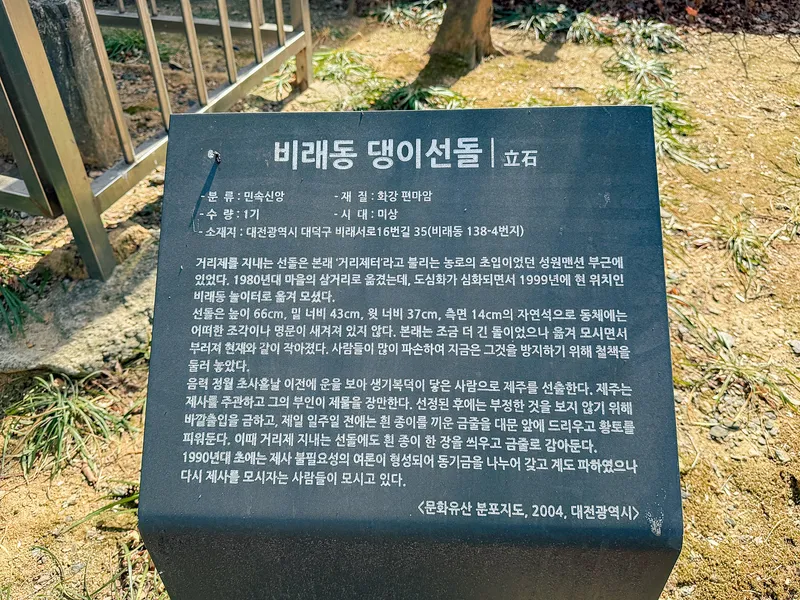 비래동 댕이선돌 | 立石
- 분 류 : 민속신앙 - 재 질 : 화강 편마암
- 수 량 : 1기 - 시 대 : 미상
- 소재지 : 대전광역시 대덕구 비래서로16번길 35(비래동 138-4번지)
거리제를 지내는 선돌은 본래 '거리제터'라고 불리는 농로의 초입이었던 성원맨션 부근에
있었다. 1980년대 마을의 상거리로 옮겼는데, 도심화가 심화되면서 1999년에 현 위치인
비래동 놀이터로 옮겨 모셨다.
선돌은 높이 66cm, 밑 너비 43cm, 윗 너비 37cm, 측면 14cm의 자연석으로 동체에는
어떠한 조각이나 명문이 새겨져 있지 않다. 본래는 조금 더 긴 돌이었으나 옮겨 모시면서
부러져 현재와 같이 작아졌다. 사람들이 많이 파손하여 지금은 그것을 방지하기 위해 철책을
둘러 놓았다.
음력 정월 초사흗날 이전에 운을 보아 생기복덕이 닿은 사람으로 제주를 선출한다. 제주는
제사를 주관하고 그의 부인이 제물을 장만한다. 선정된 후에는 부정한 것을 보지 않기 위해
바깥출입을 금하고, 제일 일주일 전에는 흰 종이를 끼운 금줄을 대문 앞에 드리우고 황토를
피워둔다. 이때 거리제 지내는 선돌에도 흰 종이 한 장을 씌우고 금줄로 감아둔다.
1990년대 초에는 제사 불필요성의 여론이 형성되어 동기금을 나누어 갖고 계도 파하였으나
다시 제사를 모시자는 사람들이 모시고 있다.
<문화유산 분포지도, 2004, 대전광역시>